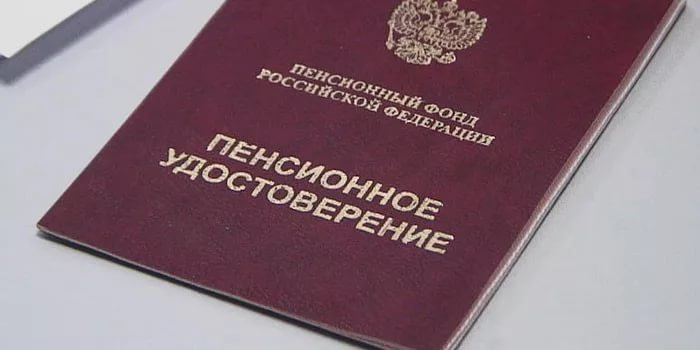 ПЕНСИОННЫЙ ФОНД
РОССИЙСКОЙ ФЕДЕРАЦИИ
ПЕНСИОННОЕ
УДОСТОВЕРЕНИЕ